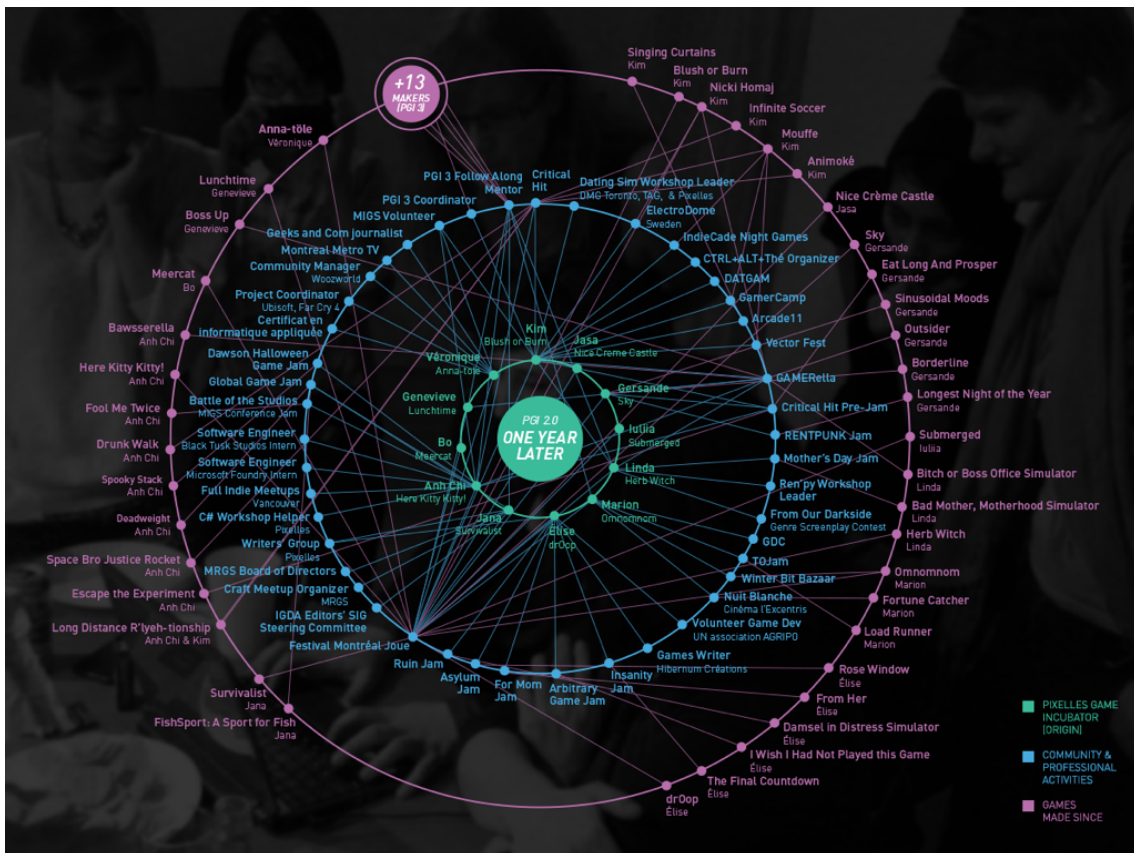 +13
MAKERS
(PGI 3)
Singing Curtains
Kim
Blush or Burn
Kim
Nicki Homaj
Kim
Infinite Soccer
Kim
Mouffe
Kim
Animoké
Kim
Nice Crème Castle
Jasa
Sky
Gersande
Eat Long And Prosper
Gersande
Sinusoidal Moods
Gersande
Outsider
Gersande
Borderline
Gersande
Longest Night of the Year
Gersande
Submerged
Iuliia
Bitch or Boss Office Simulator
Linda
Bad Mother, Motherhood Simulator
Linda
Herb Witch
Linda
Omnomnom
Marion
Fortune Catcher
Marion
Load Runner
Marion
Rose Window
Élise
From Her
Élise
Damsel in Distress Simulator
Élise
I Wish I Had Not Played this Game
Élise
The Final Countdown
Élise
dr0op
Élise
Anna-tôle
Véronique
Lunchtime
Genevieve
Boss Up
Genevieve
Meercat
Bo
Bawsserella
Anh Chi
Here Kitty Kitty!
Anh Chi
Fool Me Twice
Anh Chi
Drunk Walk
Anh Chi
Spooky Stack
Anh Chi
Deadweight
Anh Chi
Space Bro Justice Rocket
Anh Chi
Escape the Experiment
Anh Chi
Long Distance R'lyeh-tionship
Anh Chi & Kim
Survivalist
Jana
FishSport: A Sport for Fish
Jana
PGI 3 Follow Along
Mentor
Critical
Hit
Dating Sim Workshop Leader
DMG Toronto, TAG, & Pixelles
ElectroDome
Sweden
IndieCade Night Games
CTRL+ALT+Thé Organizer
DATGAM
GamerCamp
Arcade11
Vector Fest
GAMERella
Critical Hit Pre-Jam
RENTPUNK Jam
Mother's Day Jam
Ren'py Workshop
Leader
From Our Darkside
Genre Screenplay Contest
GDC
TOJam
Winter Bit Bazaar
Nuit Blanche
Cinéma l'Excentris
Volunteer Game Dev
UN association AGRIPO
Games Writer
Hibernum Créations
Insanity
Jam
Arbitrary
Game Jam
For Mom
Jam
Asylum
Jam
Ruin Jam
Festival Montréal Joue
IGDA Editors' SIG
Steering Committee
Craft Meetup Organizer
MRGS
MRGS Board of Directors
Writers' Group
Pixelles
C# Workshop Helper
Pixelles
Full Indie Meetups
Vancouver
Software Engineer
Microsoft Foundry Intern
Software Engineer
Black Tusk Studios Intern
Battle of the Studios
MIGS Conference Jam
Global Game Jam
Dawson Halloween
Game Jam
Certificat en
informatique appliquée
Project Coordinator
Ubisoft, Far Cry 4
Community Manager
Woozworld
Montreal Metro TV
Geeks and Com journalist
MIGS Volunteer
PGI 3 Coordinator
Kim
Blush or Burn
Jasa
Nice Creme Castle
Gersande
Sky
Iuliia
Submerged
Linda
Herb Witch
Marion
Omnomnom
Élise
dr0op
Jana
Survivalist
Anh Chi
Here Kitty Kitty!
Bo
Meercat
Genevieve
Lunchtime
Véronique
Anna-tole
PGI 2.0
ONE YEAR
LATER
PIXELLES GAME
INCUBATOR
(ORIGIN)
COMMUNITY &
PROFESSIONAL
ACTIVITIES
GAMES
MADE SINCE